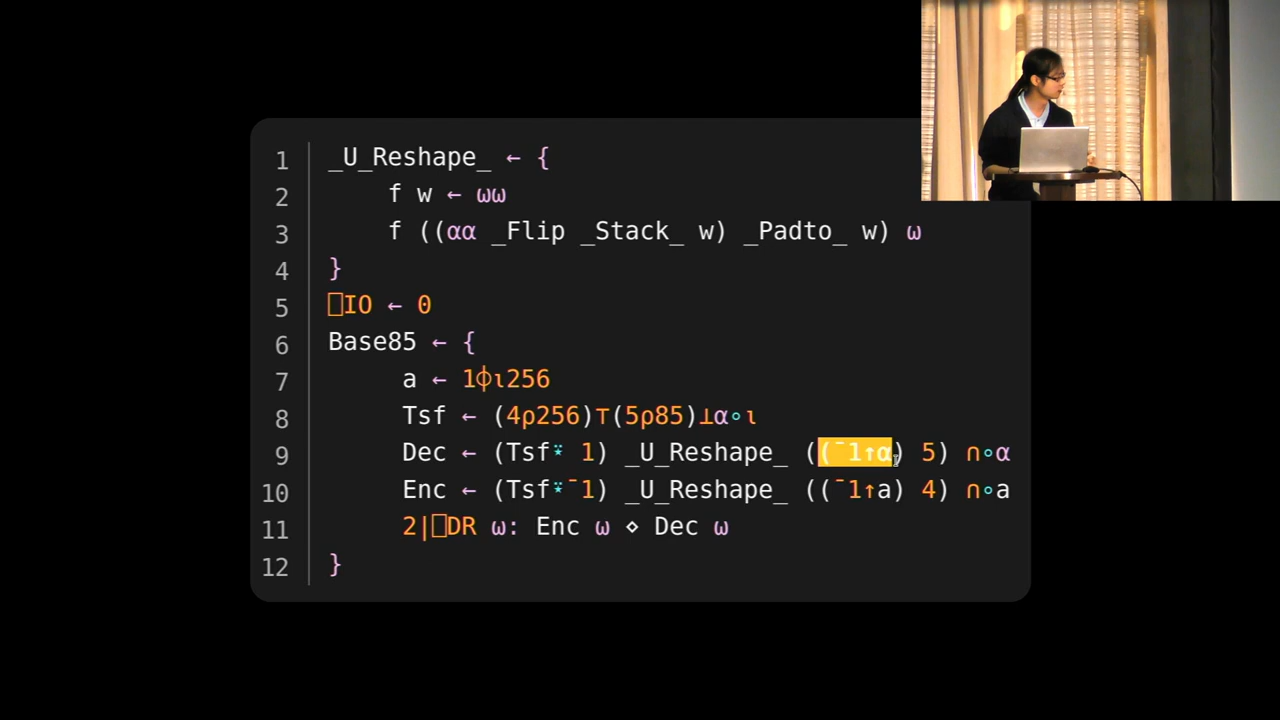 1 _U_Reshape_ ← {
2 f w ← ⍵⍵
3 f ((⍺⍺ _Flip _Stack_ w) _Padto_ w) ⍵
4 }
5 ⎕IO ← 0
6 Base85 ← {
7 a ← 1⌽⍳256
8 Tsf ← (4⍴256)⊤(5⍴85)⊥⍺∘⍳
9 Dec ← (Tsf⍣ 1) _U_Reshape_ ((¯1↑⍺) 5) ∩∘⍺
10 Enc ← (Tsf⍣¯1) _U_Reshape_ ((¯1↑a) 4) ∩∘a
11 2|⎕DR ⍵: Enc ⍵ ⋄ Dec ⍵
12 }